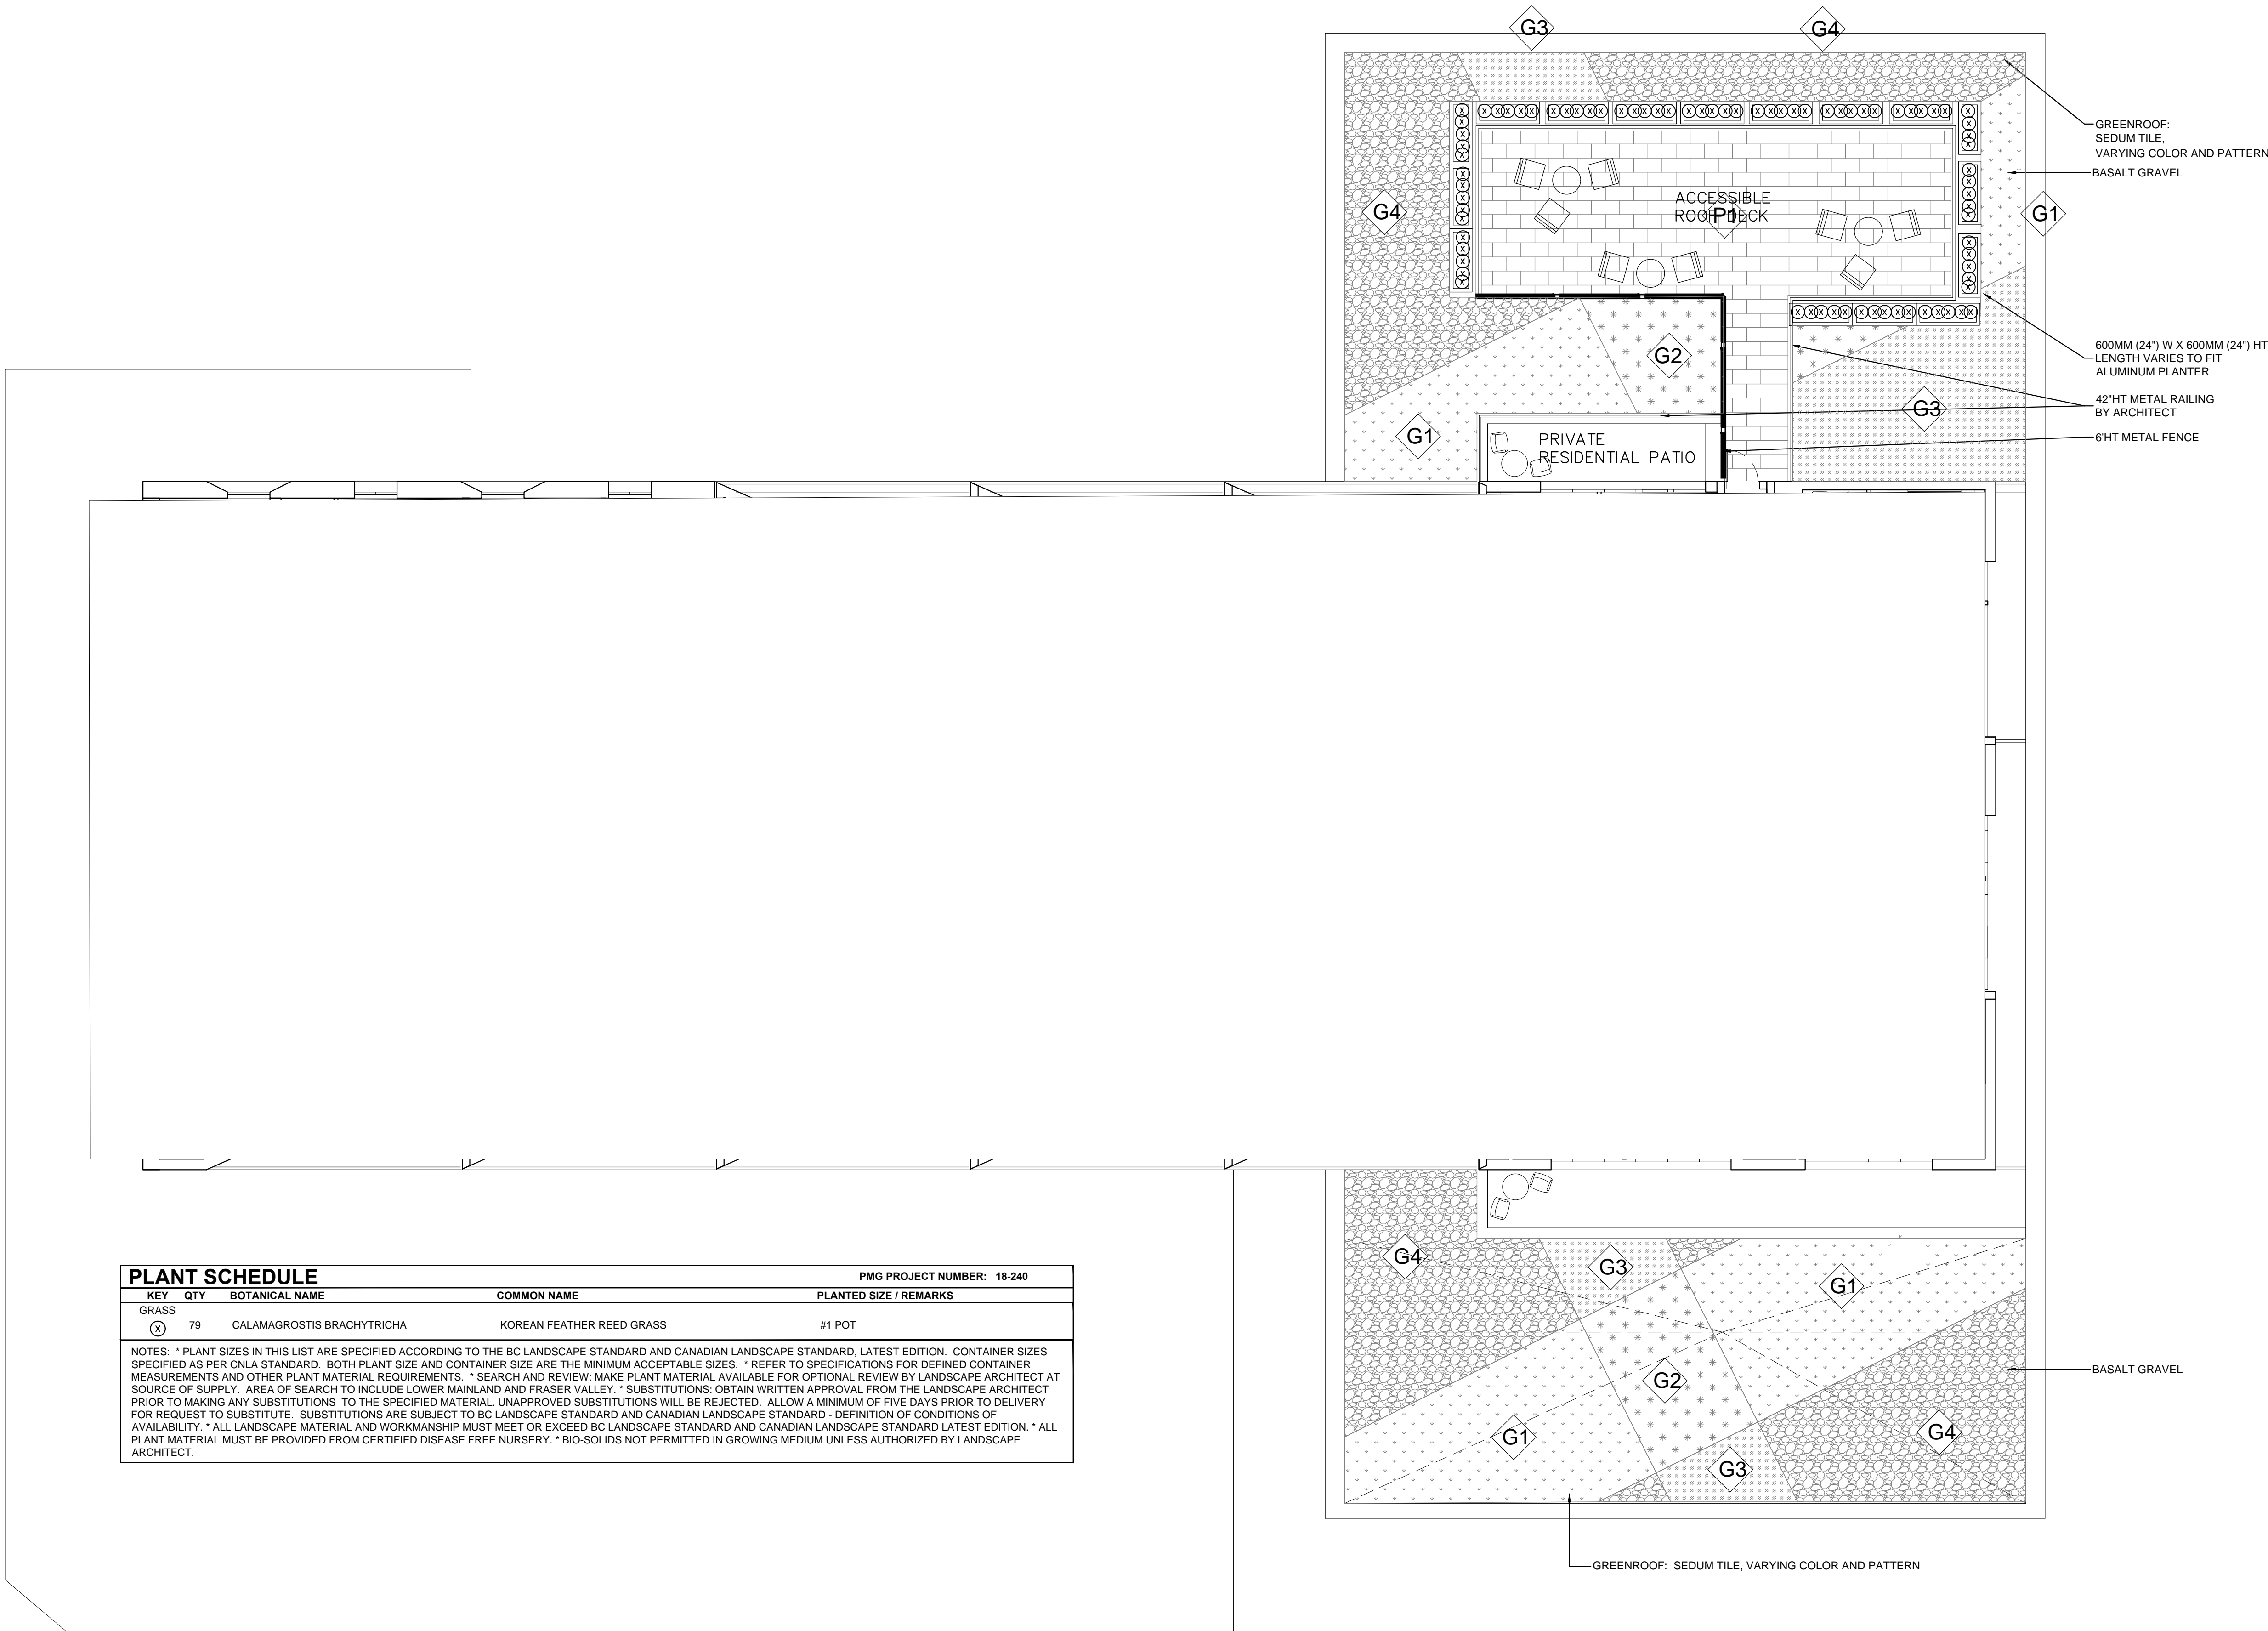 G3
G4
GREENROOF:
SEDUM TILE,
VARYING COLOR AND PATTERN
BASALT GRAVEL
G4
ACCESSIBLE
ROOF DECK
P1
G1
G2
600MM (24") W X 600MM (24") HT
LENGTH VARIES TO FIT
ALUMINUM PLANTER
42"HT METAL RAILING
BY ARCHITECT
G3
G1
PRIVATE
RESIDENTIAL PATIO
6'HT METAL FENCE
G4
G3
G1
G2
BASALT GRAVEL
G1
G4
G3
GREENROOF: SEDUM TILE, VARYING COLOR AND PATTERN
PLANT SCHEDULE PMG PROJECT NUMBER: 18-240
KEY QTY BOTANICAL NAME COMMON NAME PLANTED SIZE / REMARKS
GRASS
X 79 CALAMAGROSTIS BRACHYTRICHA KOREAN FEATHER REED GRASS #1 POT
NOTES: * PLANT SIZES IN THIS LIST ARE SPECIFIED ACCORDING TO THE BC LANDSCAPE STANDARD AND CANADIAN LANDSCAPE STANDARD, LATEST EDITION. CONTAINER SIZES
SPECIFIED AS PER CNLA STANDARD. BOTH PLANT SIZE AND CONTAINER SIZE ARE THE MINIMUM ACCEPTABLE SIZES. * REFER TO SPECIFICATIONS FOR DEFINED CONTAINER
MEASUREMENTS AND OTHER PLANT MATERIAL REQUIREMENTS. * SEARCH AND REVIEW: MAKE PLANT MATERIAL AVAILABLE FOR OPTIONAL REVIEW BY LANDSCAPE ARCHITECT AT
SOURCE OF SUPPLY. AREA OF SEARCH TO INCLUDE LOWER MAINLAND AND FRASER VALLEY. * SUBSTITUTIONS: OBTAIN WRITTEN APPROVAL FROM THE LANDSCAPE ARCHITECT
PRIOR TO MAKING ANY SUBSTITUTIONS TO THE SPECIFIED MATERIAL. UNAPPROVED SUBSTITUTIONS WILL BE REJECTED. ALLOW A MINIMUM OF FIVE DAYS PRIOR TO DELIVERY
FOR REQUEST TO SUBSTITUTE. SUBSTITUTIONS ARE SUBJECT TO BC LANDSCAPE STANDARD AND CANADIAN LANDSCAPE STANDARD - DEFINITION OF CONDITIONS OF
AVAILABILITY. * ALL LANDSCAPE MATERIAL AND WORKMANSHIP MUST MEET OR EXCEED BC LANDSCAPE STANDARD AND CANADIAN LANDSCAPE STANDARD LATEST EDITION. * ALL
PLANT MATERIAL MUST BE PROVIDED FROM CERTIFIED DISEASE FREE NURSERY. * BIO-SOLIDS NOT PERMITTED IN GROWING MEDIUM UNLESS AUTHORIZED BY LANDSCAPE
ARCHITECT.